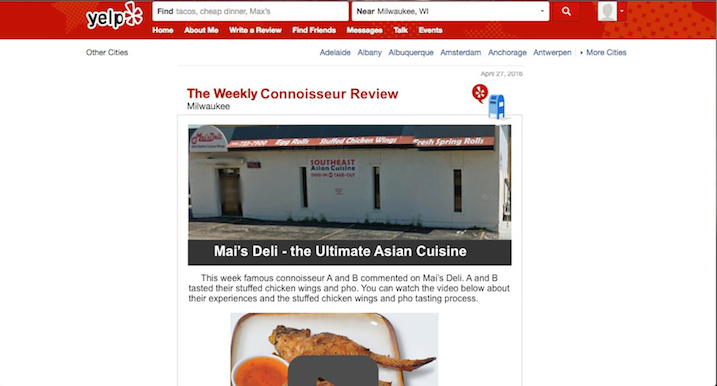 yelp
Find tacos, cheap dinner, Max's
Near Milwaukee, WI
Home About Me Write a Review Find Friends Messages Talk Events
Other Cities
Adelaide Albany Albuquerque Amsterdam Anchorage Antwerpen More Cities
April 27, 2016
The Weekly Connoisseur Review
Milwaukee
Mai's Deli
733-7900 Egg Rolls Stuffed Chicken Wings Fresh Spring Rolls
SOUTHEAST
Asian Cuisine
DINE-IN TAKE-OUT
Mai's Deli - the Ultimate Asian Cuisine
This week famous connoisseur A and B commented on Mai's Deli. A and B
tasted their stuffed chicken wings and pho. You can watch the video below about
their experiences and the stuffed chicken wings and pho tasting process.